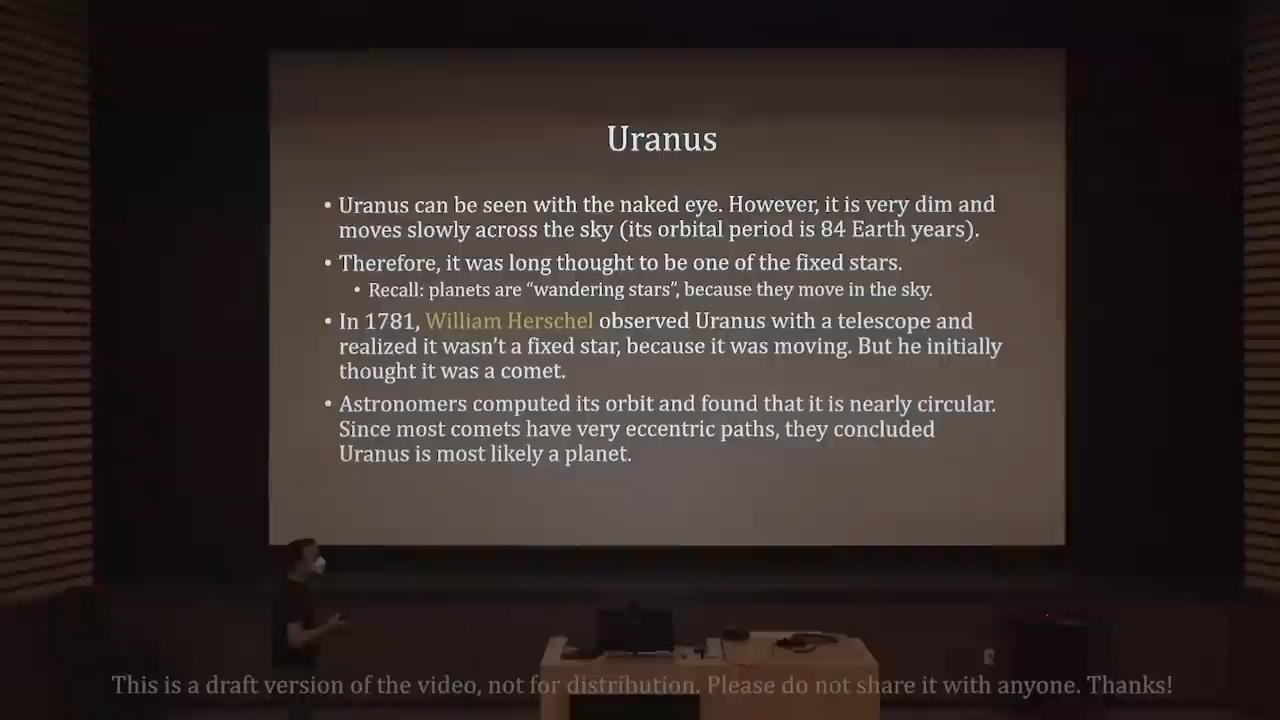 Uranus
• Uranus can be seen with the naked eye. However, it is very dim and
moves slowly across the sky (its orbital period is 84 Earth years).
• Therefore, it was long thought to be one of the fixed stars.
• Recall: planets are “wandering stars”, because they move in the sky.
• In 1781, William Herschel observed Uranus with a telescope and
realized it wasn’t a fixed star, because it was moving. But he initially
thought it was a comet.
• Astronomers computed its orbit and found that it is nearly circular.
Since most comets have very eccentric paths, they concluded
Uranus is most likely a planet.
This is a draft version of the video, not for distribution. Please do not share it with anyone. Thanks!